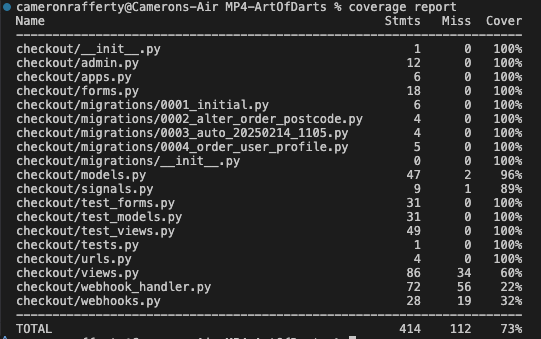 cameronrafferty@Camerons-Air MP4-ArtOfDarts % coverage report
Name Stmts Miss Cover
---------------------------------------------------------------------
checkout/__init__.py 1 0 100%
checkout/admin.py 12 0 100%
checkout/apps.py 6 0 100%
checkout/forms.py 18 0 100%
checkout/migrations/0001_initial.py 6 0 100%
checkout/migrations/0002_alter_order_postcode.py 4 0 100%
checkout/migrations/0003_auto_20250214_1105.py 4 0 100%
checkout/migrations/0004_order_user_profile.py 5 0 100%
checkout/migrations/__init__.py 0 0 100%
checkout/models.py 47 2 96%
checkout/signals.py 9 1 89%
checkout/test_forms.py 31 0 100%
checkout/test_models.py 31 0 100%
checkout/test_views.py 49 0 100%
checkout/tests.py 1 0 100%
checkout/urls.py 4 0 100%
checkout/views.py 86 34 60%
checkout/webhook_handler.py 72 56 22%
checkout/webhooks.py 28 19 32%
---------------------------------------------------------------------
TOTAL 414 112 73%